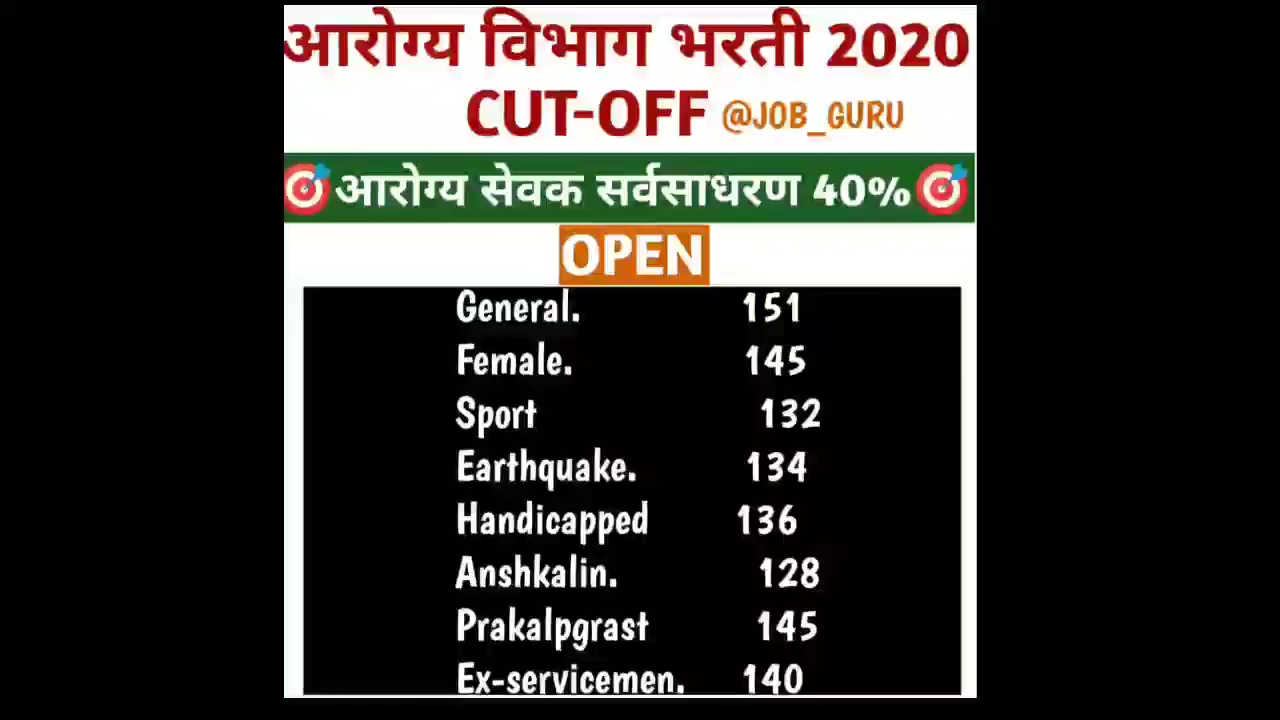 आरोग्य विभाग भरती 2020
CUT-OFF @JOB_GURU
आरोग्य सेवक सर्वसाधरण 40%
OPEN
General. 151
Female. 145
Sport 132
Earthquake. 134
Handicapped 136
Anshkalin. 128
Prakalpgrast 145
Ex-servicemen. 140